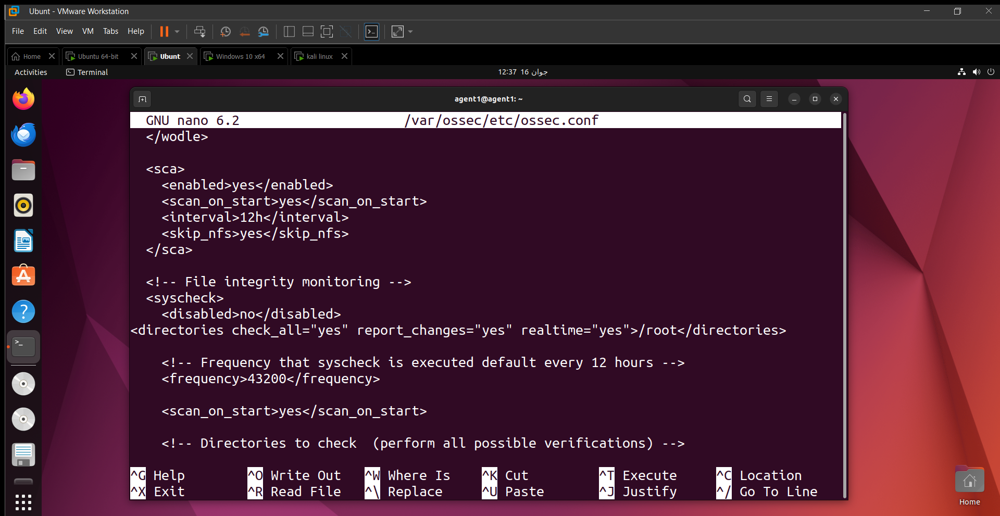 Ubunt - VMware Workstation
File Edit View VM Tabs Help
Home Ubuntu 64-bit Ubunt Windows 10 x64 kali linux
Activities Terminal 12:37 16 جوان
agent1@agent1: ~
GNU nano 6.2 /var/ossec/etc/ossec.conf
</wodle>
<sca>
<enabled>yes</enabled>
<scan_on_start>yes</scan_on_start>
<interval>12h</interval>
<skip_nfs>yes</skip_nfs>
</sca>
<!-- File integrity monitoring -->
<syscheck>
<disabled>no</disabled>
<directories check_all="yes" report_changes="yes" realtime="yes">/root</directories>
<!-- Frequency that syscheck is executed default every 12 hours -->
<frequency>43200</frequency>
<scan_on_start>yes</scan_on_start>
<!-- Directories to check  (perform all possible verifications) -->
^G Help ^O Write Out ^W Where Is ^K Cut ^T Execute ^C Location
^X Exit ^R Read File ^\ Replace ^U Paste ^J Justify ^/ Go To Line
Home